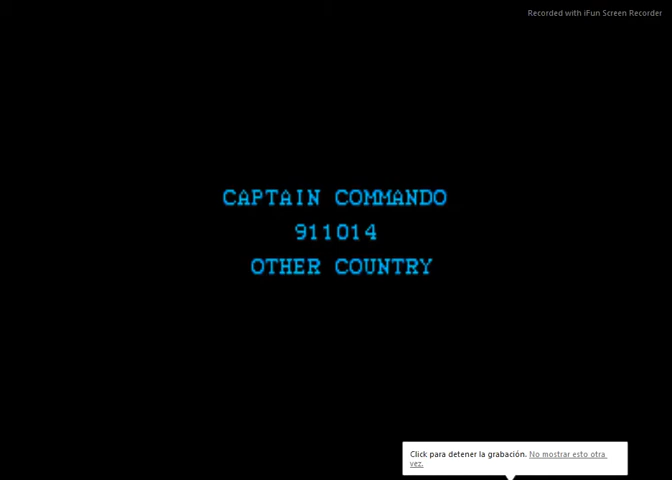 Recorded with iFun Screen Recorder
CAPTAIN COMMANDO
911014
OTHER COUNTRY
Click para detener la grabación. No mostrar esto otra
vez.